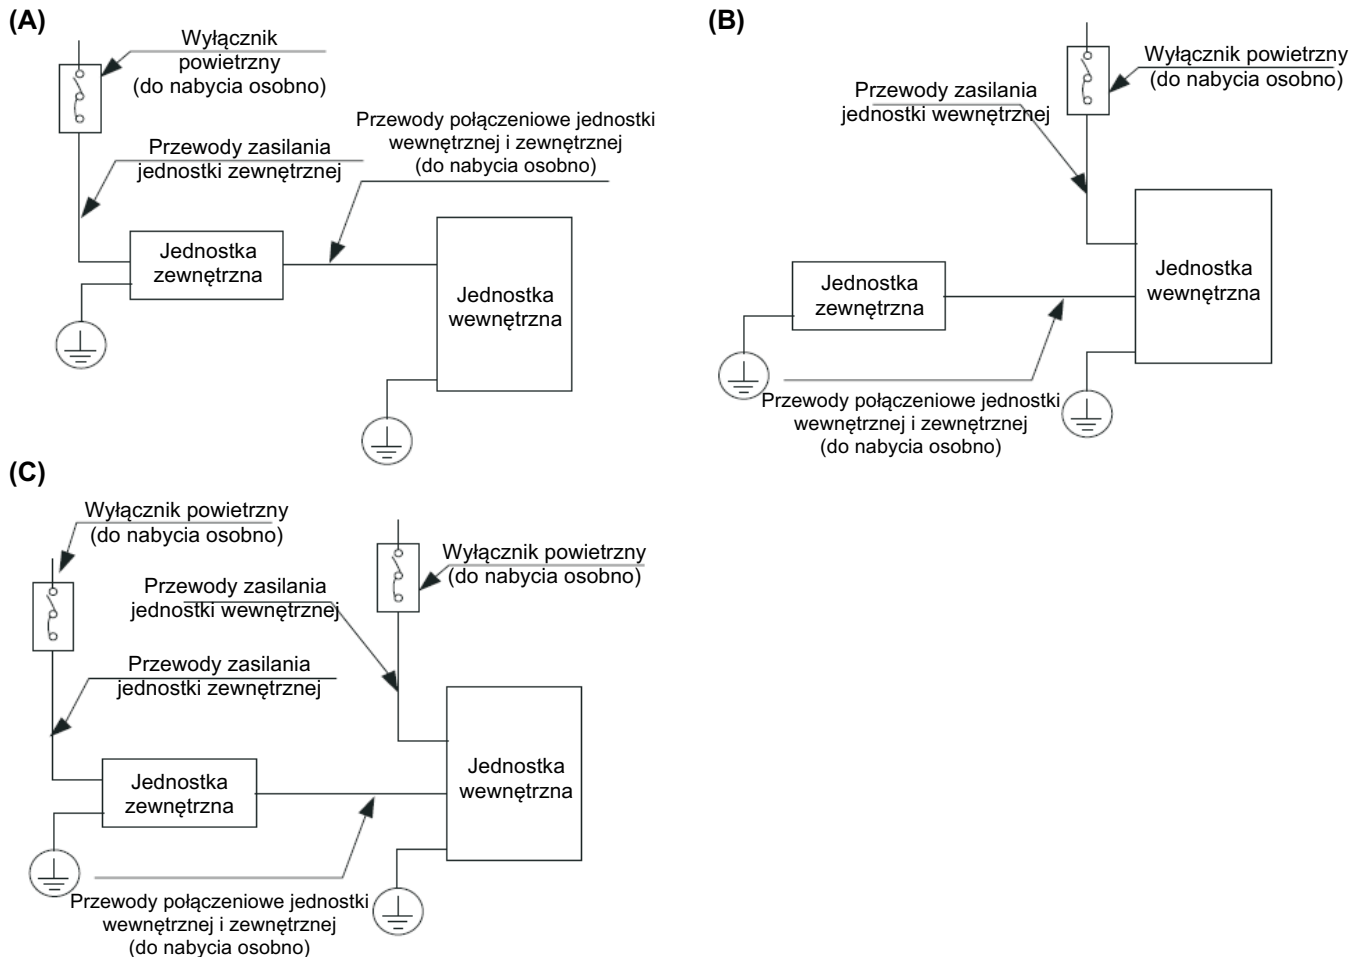 (A)
Wyłącznik
powietrzny
(do nabycia osobno)
Przewody połączeniowe jednostki
wewnętrznej i zewnętrznej
(do nabycia osobno)
Przewody zasilania
jednostki zewnętrznej
Jednostka
zewnętrzna
Jednostka
wewnętrzna
(B)
Wyłącznik powietrzny
(do nabycia osobno)
Przewody zasilania
jednostki wewnętrznej
Jednostka
wewnętrzna
Jednostka
zewnętrzna
Przewody połączeniowe jednostki
wewnętrznej i zewnętrznej
(do nabycia osobno)
(C)
Wyłącznik powietrzny
(do nabycia osobno)
Wyłącznik powietrzny
(do nabycia osobno)
Przewody zasilania
jednostki wewnętrznej
Przewody zasilania
jednostki zewnętrznej
Jednostka
zewnętrzna
Jednostka
wewnętrzna
Przewody połączeniowe jednostki
wewnętrznej i zewnętrznej
(do nabycia osobno)